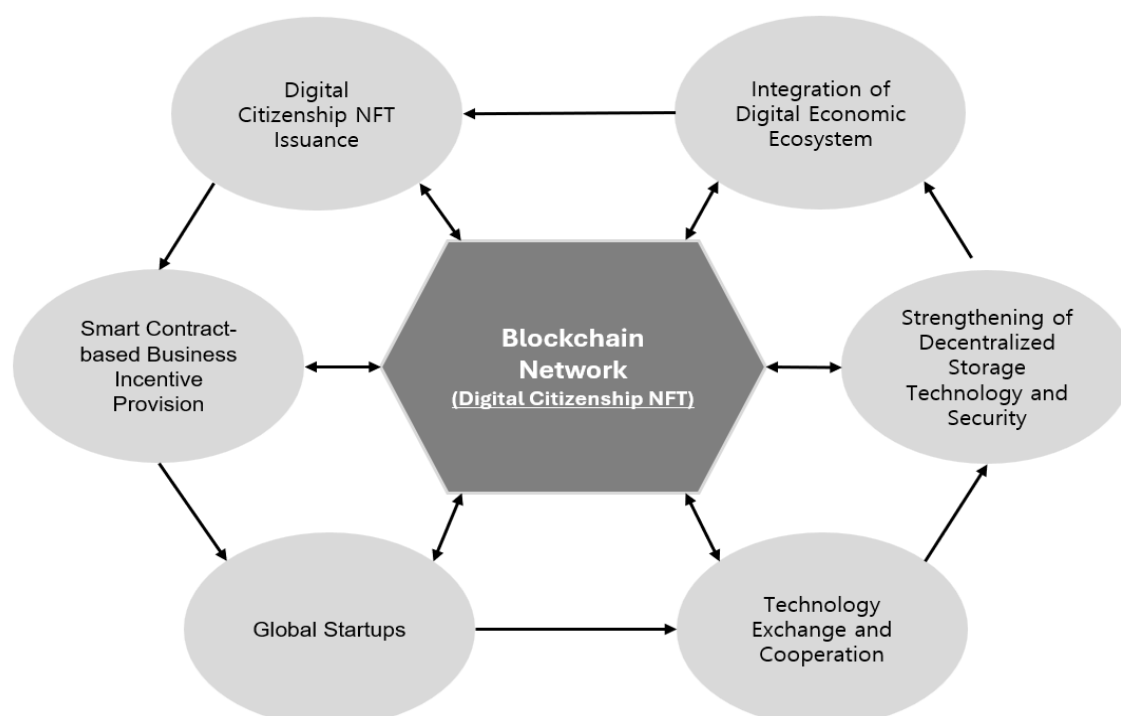 Digital
Citizenship NFT
Issuance
Integration of
Digital Economic
Ecosystem
Smart Contract-
based Business
Incentive
Provision
Blockchain
Network
(Digital Citizenship NFT)
Strengthening of
Decentralized
Storage
Technology and
Security
Global Startups
Technology
Exchange and
Cooperation